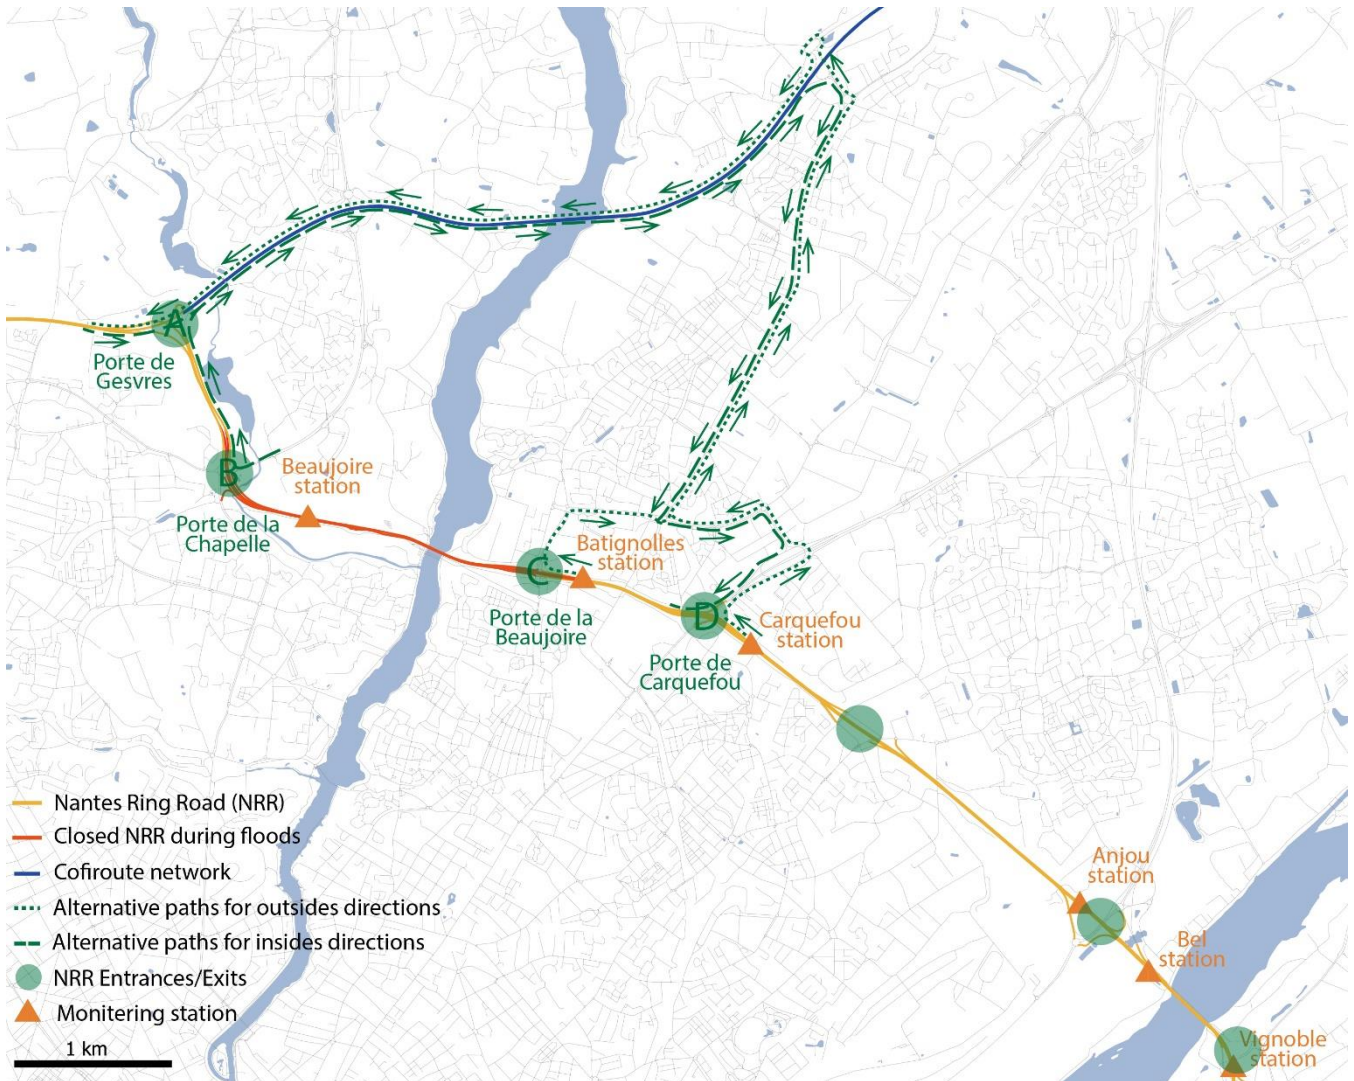 A
Porte de
Gesvres
B
Beaujoire
station
Porte de la
Chapelle
C
Batignolles
station
Porte de la
Beaujoire
D
Carquefou
station
Porte de
Carquefou
Anjou
station
Bel
station
Vignoble
station
Nantes Ring Road (NRR)
Closed NRR during floods
Cofiroute network
Alternative paths for outsides directions
Alternative paths for insides directions
NRR Entrances/Exits
Monitering station
1 km